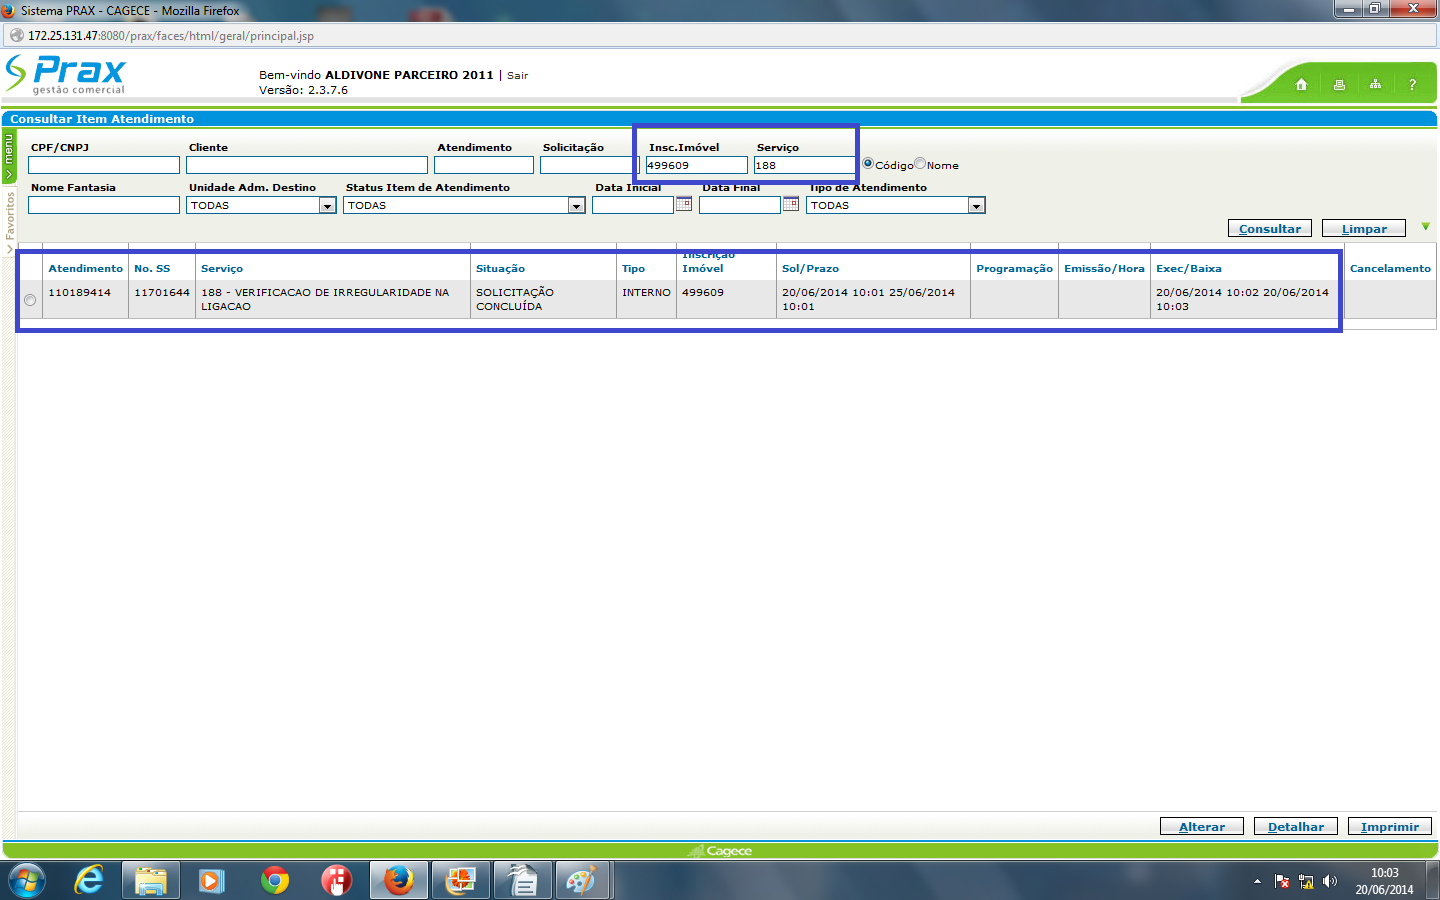 Sistema PRAX - CAGECE - Mozilla Firefox
172.25.131.47:8080/prax/faces/html/geral/principal.jsp
Prax
gestão comercial
Bem-vindo ALDIVONE PARCEIRO 2011 | Sair
Versão: 2.3.7.6
?
Consultar Item Atendimento
menu
Favoritos
CPF/CNPJ Cliente Atendimento Solicitação Insc.Imóvel Serviço
499609 188 Código Nome
Nome Fantasia Unidade Adm. Destino Status Item de Atendimento Data Inicial Data Final Tipo de Atendimento
TODAS TODAS TODAS
Consultar Limpar
Atendimento No. SS Serviço Situação Tipo Inscrição Imóvel Sol/Prazo Programação Emissão/Hora Exec/Baixa Cancelamento
110189414 11701644 188 - VERIFICACAO DE IRREGULARIDADE NA SOLICITAÇÃO INTERNO 499609 20/06/2014 10:01 25/06/2014 20/06/2014 10:02 20/06/2014
LIGACAO CONCLUÍDA 10:01 10:03
Alterar Detalhar Imprimir
Cagece
10:03
20/06/2014